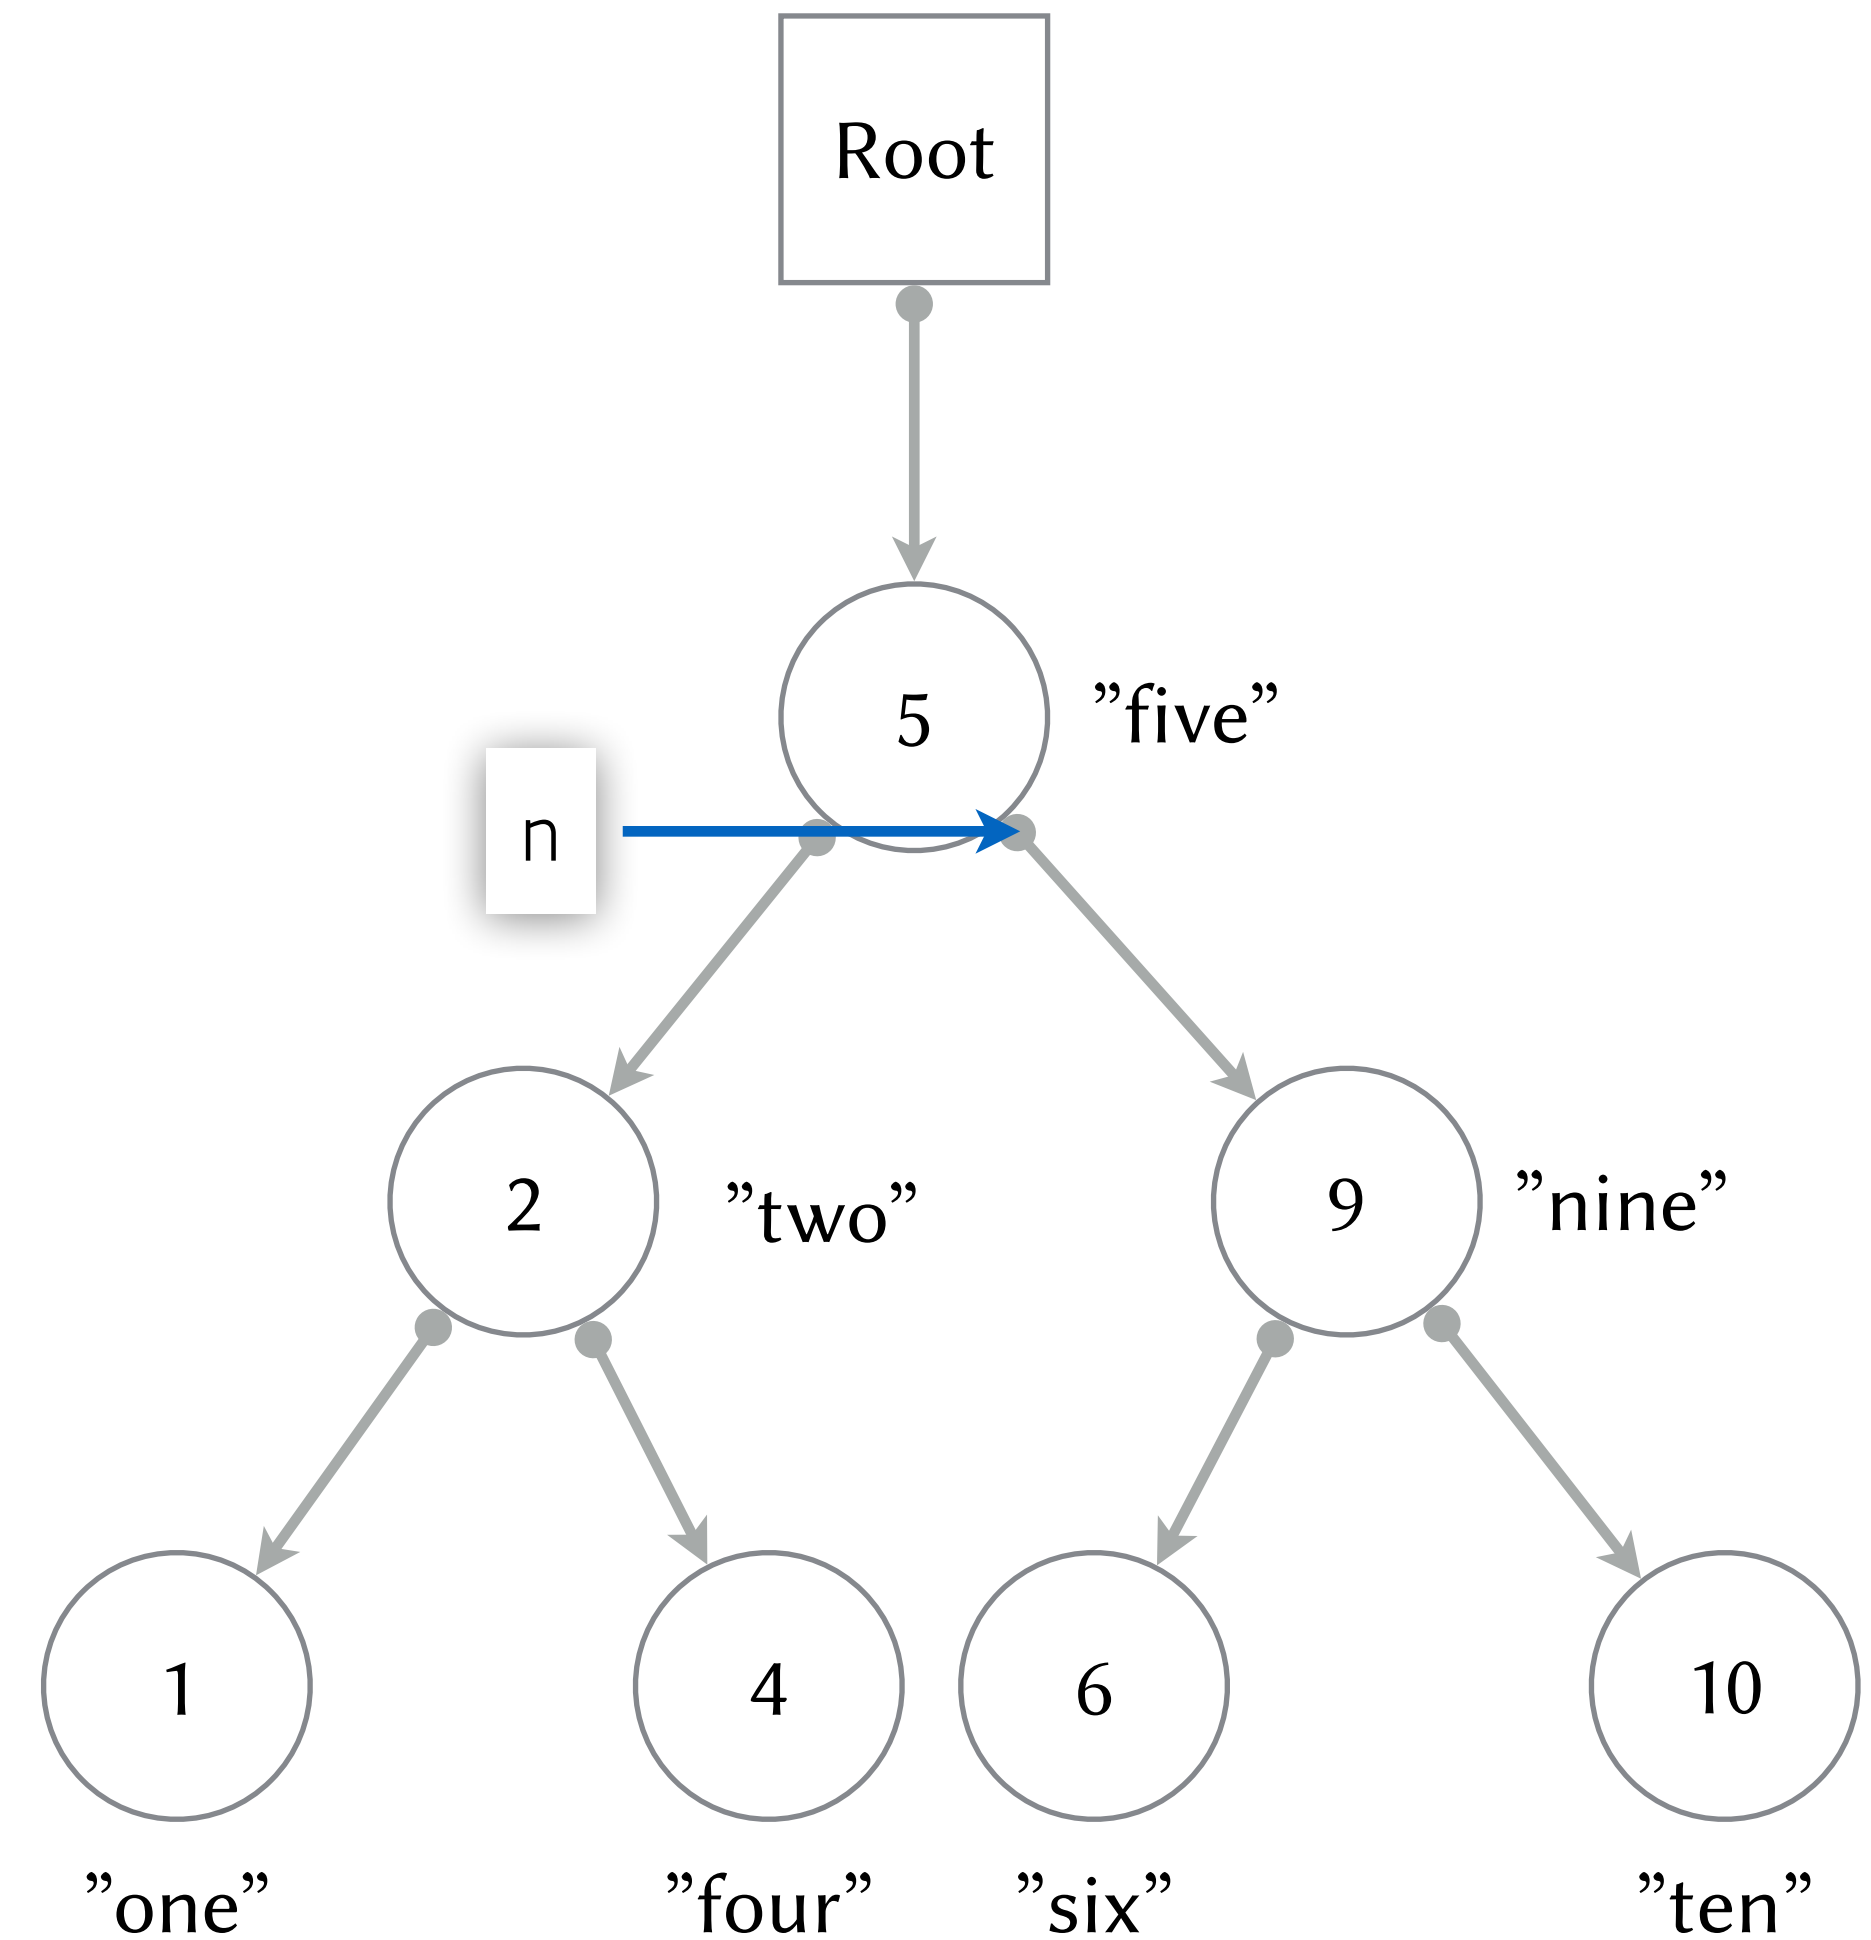 Root
5
”five”
n
2
”two”
9
”nine”
1
4
6
10
”one”
”four”
”six”
”ten”